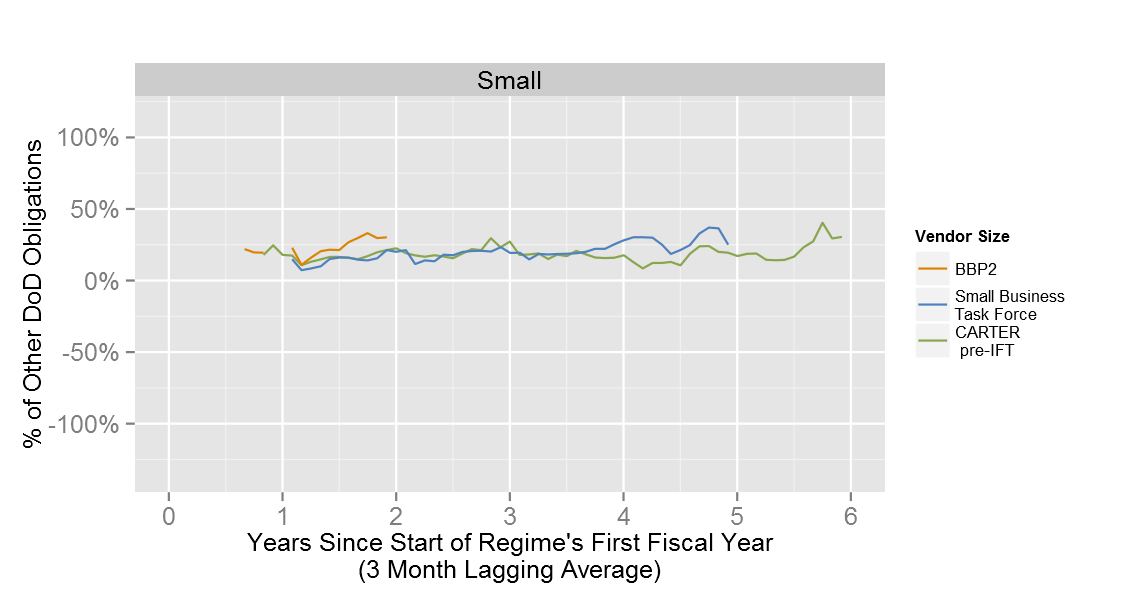 Small
% of Other DoD Obligations
100%
50%
0%
-50%
-100%
0 1 2 3 4 5 6
Years Since Start of Regime's First Fiscal Year
(3 Month Lagging Average)
Vendor Size
BBP2
Small Business
Task Force
CARTER
pre-IFT